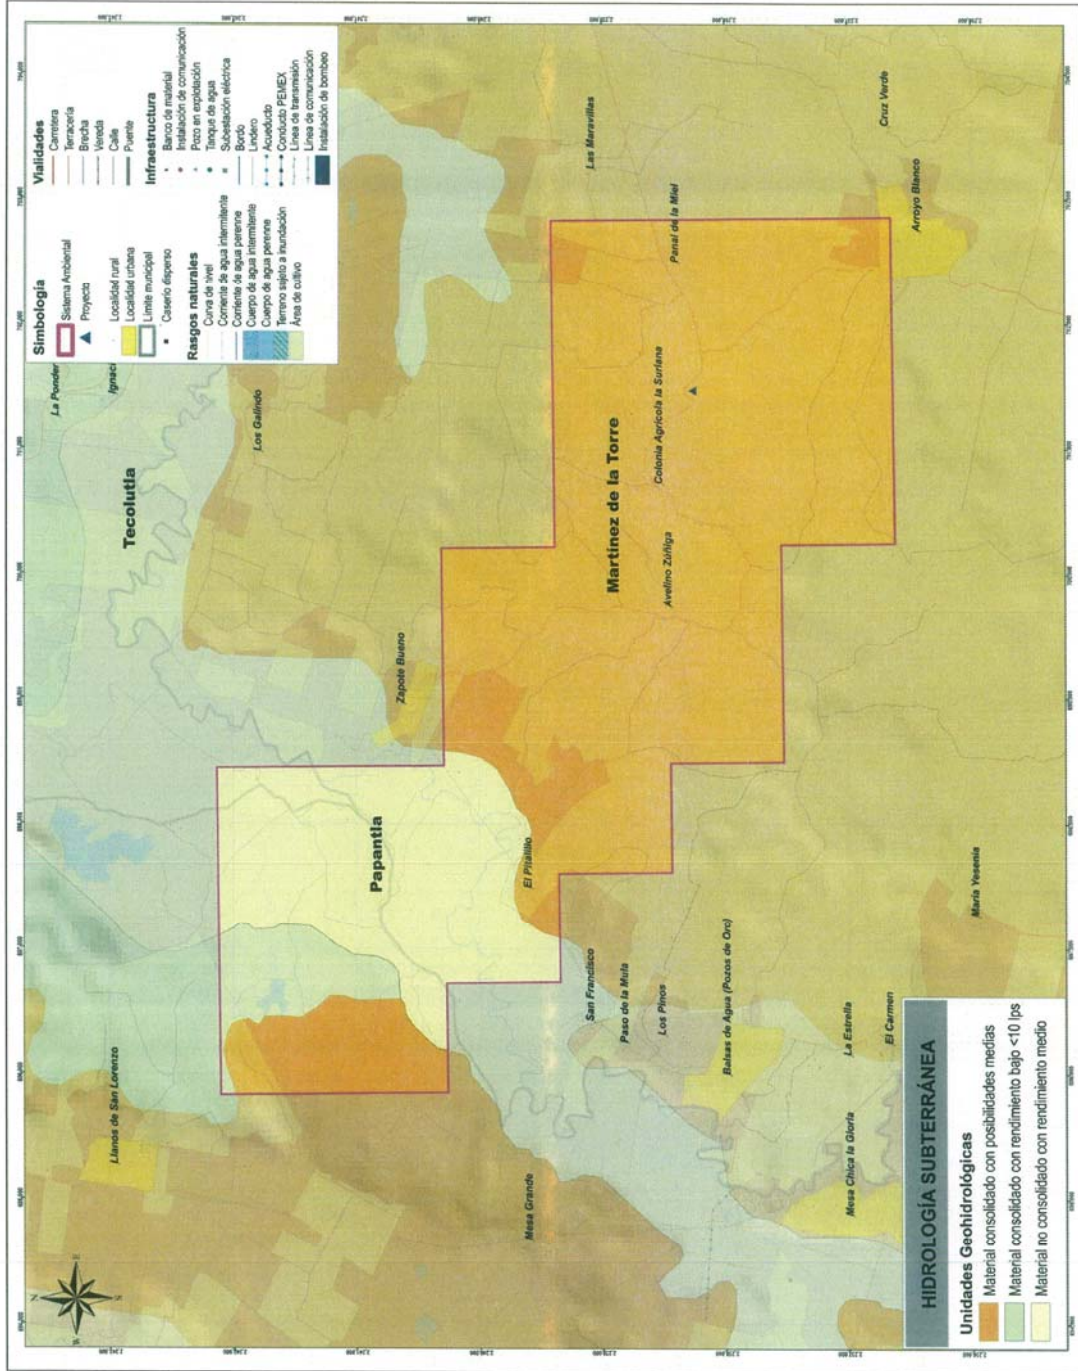 Simbología
Sistema Ambiental
Proyecto
Localidad rural
Localidad urbana
Límite municipal
Caserío disperso
Rasgos naturales
Curva de nivel
Corriente de agua intermitente
Corriente de agua perenne
Cuerpo de agua intermitente
Cuerpo de agua perenne
Terreno sujeto a inundación
Área de cultivo
Vialidades
Carretera
Terracería
Brecha
Vereda
Calle
Puente
Infraestructura
Banco de material
Instalación de comunicación
Pozo en explotación
Tanque de agua
Subestación eléctrica
Bordo
Lindero
Acueducto
Conducto PEMEX
Línea de transmisión
Línea de comunicación
Instalación de bombeo
La Ponder
Ignaci
Llanos de San Lorenzo
Tecolutla
Los Galindo
Papantla
Zapote Bueno
Mesa Grande
El Pitalillo
San Francisco
Las Maravillas
Martínez de la Torre
Paso de la Mula
Los Pinos
Avelino Zúñiga
Colonia Agrícola la Suriana
Panal de la Miel
Balsas de Agua (Pozos de Oro)
Mesa Chica la Gloria
La Estrella
El Carmen
Cruz Verde
Arroyo Blanco
María Yesenia
HIDROLOGÍA SUBTERRÁNEA
Unidades Geohidrológicas
Material consolidado con posibilidades medias
Material consolidado con rendimiento bajo <10 lps
Material no consolidado con rendimiento medio